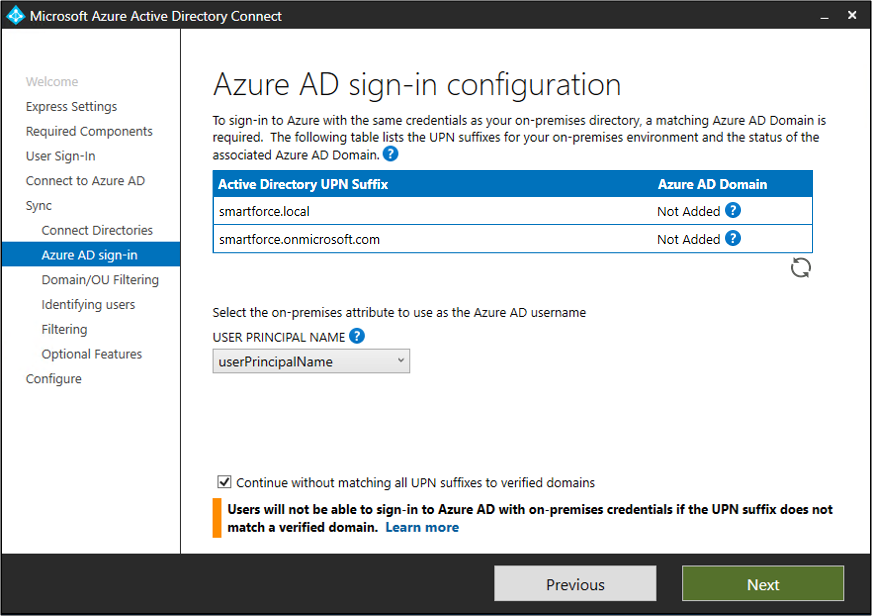 Microsoft Azure Active Directory Connect
Welcome
Express Settings
Required Components
User Sign-In
Connect to Azure AD
Sync
Connect Directories
Azure AD sign-in
Domain/OU Filtering
Identifying users
Filtering
Optional Features
Configure
Azure AD sign-in configuration
To sign-in to Azure with the same credentials as your on-premises directory, a matching Azure AD Domain is
required. The following table lists the UPN suffixes for your on-premises environment and the status of the
associated Azure AD Domain. ?
Active Directory UPN Suffix Azure AD Domain
smartforce.local Not Added ?
smartforce.onmicrosoft.com Not Added ?
Select the on-premises attribute to use as the Azure AD username
USER PRINCIPAL NAME ?
userPrincipalName
Continue without matching all UPN suffixes to verified domains
Users will not be able to sign-in to Azure AD with on-premises credentials if the UPN suffix does not
match a verified domain. Learn more
Previous Next